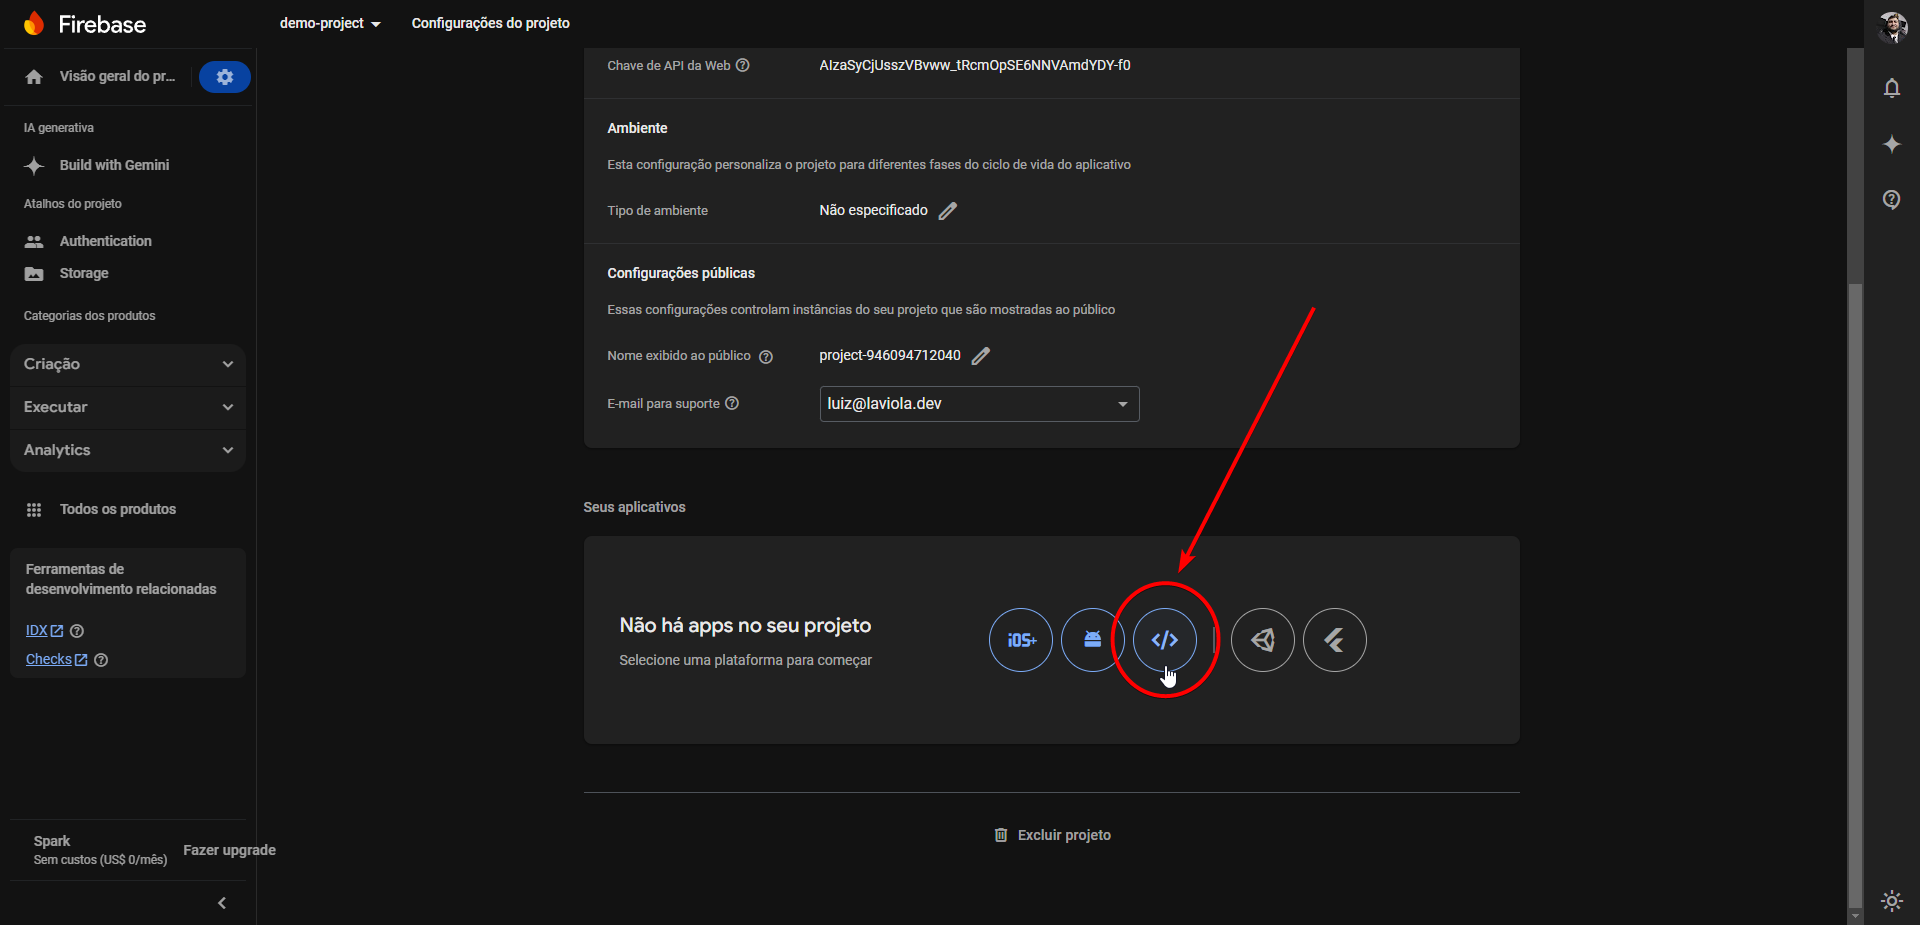 Firebase
demo-project
Configurações do projeto
Visão geral do pr...
IA generativa
Build with Gemini
Atalhos do projeto
Authentication
Storage
Categorias dos produtos
Criação
Executar
Analytics
Todos os produtos
Ferramentas de
desenvolvimento relacionadas
IDX
Checks
Spark
Sem custos (US$ 0/mês)
Fazer upgrade
Chave de API da Web
AIzaSyCjUsszVBvww_tRcmOpSE6NNVAmdYDY-f0
Ambiente
Esta configuração personaliza o projeto para diferentes fases do ciclo de vida do aplicativo
Tipo de ambiente
Não especificado
Configurações públicas
Essas configurações controlam instâncias do seu projeto que são mostradas ao público
Nome exibido ao público
project-946094712040
E-mail para suporte
luiz@laviola.dev
Seus aplicativos
Não há apps no seu projeto
Selecione uma plataforma para começar
iOS+
</>
Excluir projeto